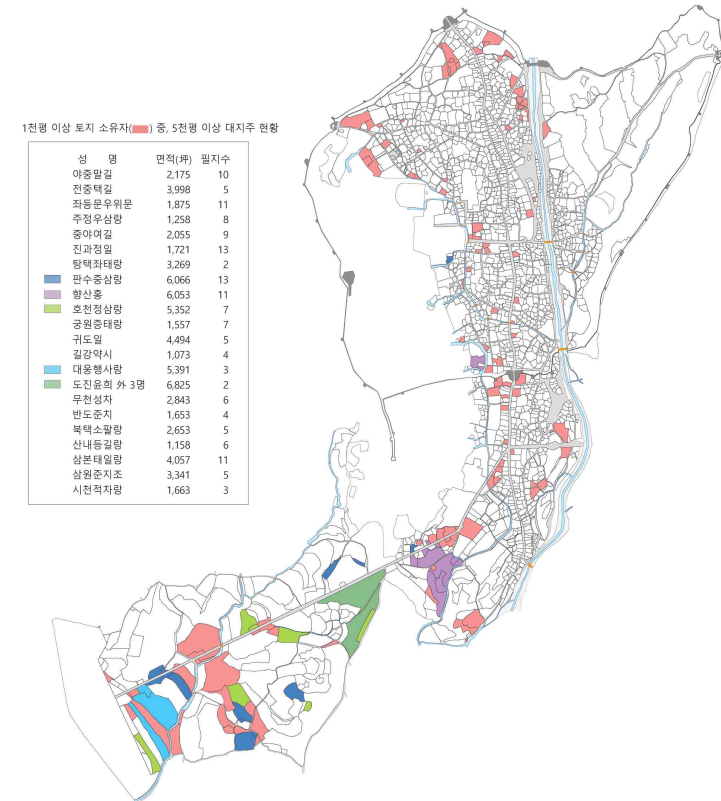 1천평 이상 토지 소유자( ) 중, 5천평 이상 대지주 현황
성 명 면적(坪) 필지수
야중말길 2,175 10
전중택길 3,998 5
좌등문우위문 1,875 11
주정우삼랑 1,258 8
중야여길 2,055 9
진과정일 1,721 13
탕택좌태랑 3,269 2
판수중삼랑 6,066 13
향산홍 6,053 11
호천정삼랑 5,352 7
궁원증태랑 1,557 7
귀도일 4,494 5
길강약시 1,073 4
대웅행사랑 5,391 3
도진윤희 外 3명 6,825 2
무천성차 2,843 6
반도준치 1,653 4
북택소팔랑 2,653 5
산내등길랑 1,158 6
삼본태일랑 4,057 11
삼원준지조 3,341 5
시천적차랑 1,663 3